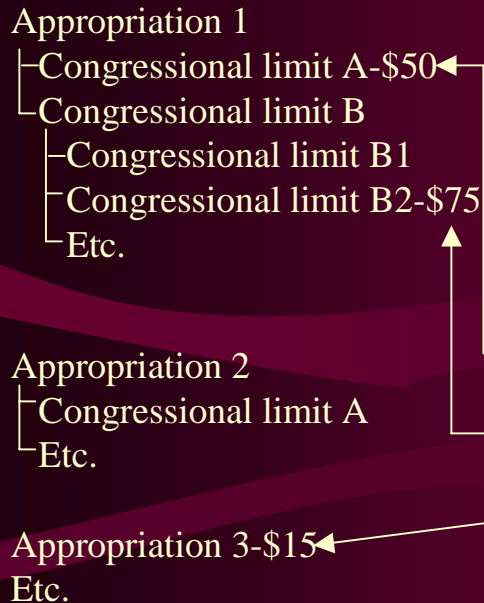 Appropriation 1
Congressional limit A-$50
Congressional limit B
Congressional limit B1
Congressional limit B2-$75
Etc.
Appropriation 2
Congressional limit A
Etc.
Appropriation 3-$15
Etc.